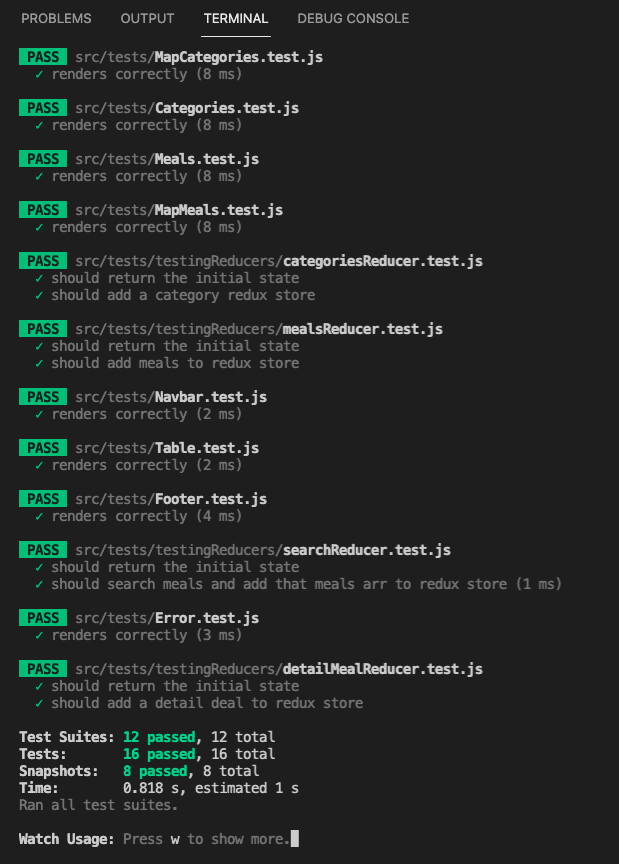 PROBLEMS OUTPUT TERMINAL DEBUG CONSOLE
PASS src/tests/MapCategories.test.js
✓ renders correctly (8 ms)
PASS src/tests/Categories.test.js
✓ renders correctly (8 ms)
PASS src/tests/Meals.test.js
✓ renders correctly (8 ms)
PASS src/tests/MapMeals.test.js
✓ renders correctly (8 ms)
PASS src/tests/testingReducers/categoriesReducer.test.js
✓ should return the initial state
✓ should add a category redux store
PASS src/tests/testingReducers/mealsReducer.test.js
✓ should return the initial state
✓ should add meals to redux store
PASS src/tests/Navbar.test.js
✓ renders correctly (2 ms)
PASS src/tests/Table.test.js
✓ renders correctly (2 ms)
PASS src/tests/Footer.test.js
✓ renders correctly (4 ms)
PASS src/tests/testingReducers/searchReducer.test.js
✓ should return the initial state
✓ should search meals and add that meals arr to redux store (1 ms)
PASS src/tests/Error.test.js
✓ renders correctly (3 ms)
PASS src/tests/testingReducers/detailMealReducer.test.js
✓ should return the initial state
✓ should add a detail deal to redux store
Test Suites: 12 passed, 12 total
Tests: 16 passed, 16 total
Snapshots: 8 passed, 8 total
Time: 0.818 s, estimated 1 s
Ran all test suites.
Watch Usage: Press w to show more.